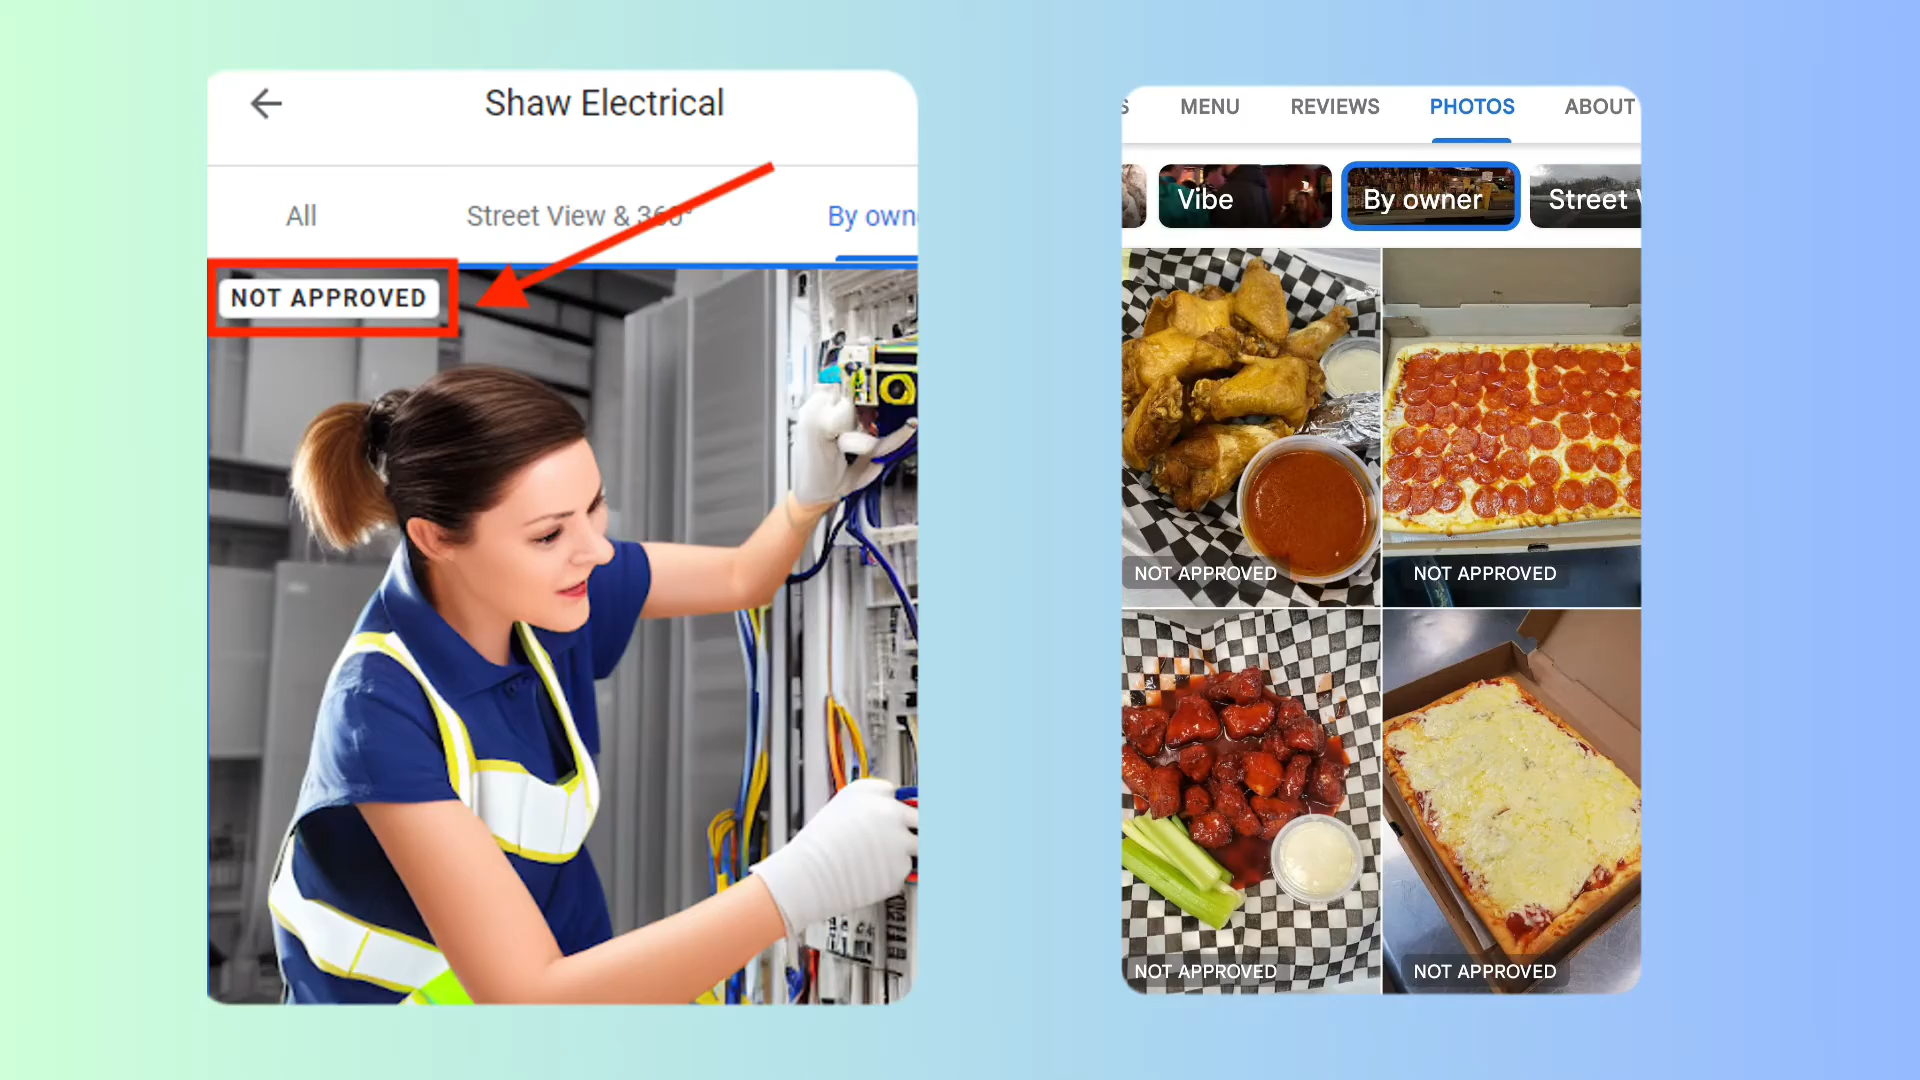 Shaw Electrical
All Street View & 360° By own
NOT APPROVED
S MENU REVIEWS PHOTOS ABOUT
Vibe By owner Street
NOT APPROVED NOT APPROVED
NOT APPROVED NOT APPROVED